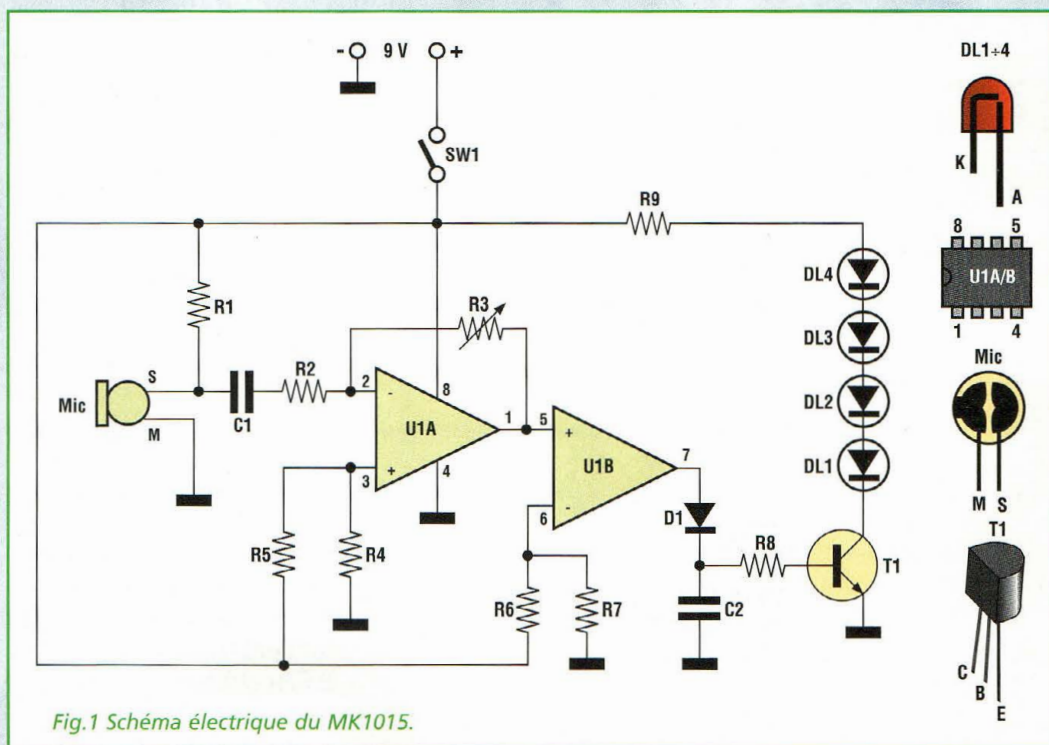 - 9 V +
DL1÷4
SW1
K
A
R9
8 5
U1A/B
1 4
DL4
R1
R3
DL3
Mic
S
R2
2 -
8
Mic
C1
U1A
1
5 +
DL2
M
3 +
4
U1B
7
DL1
6 -
M S
D1
T1
R5
R4
R8
T1
R6
R7
C2
C
B
E
Fig.1 Schéma électrique du MK1015.